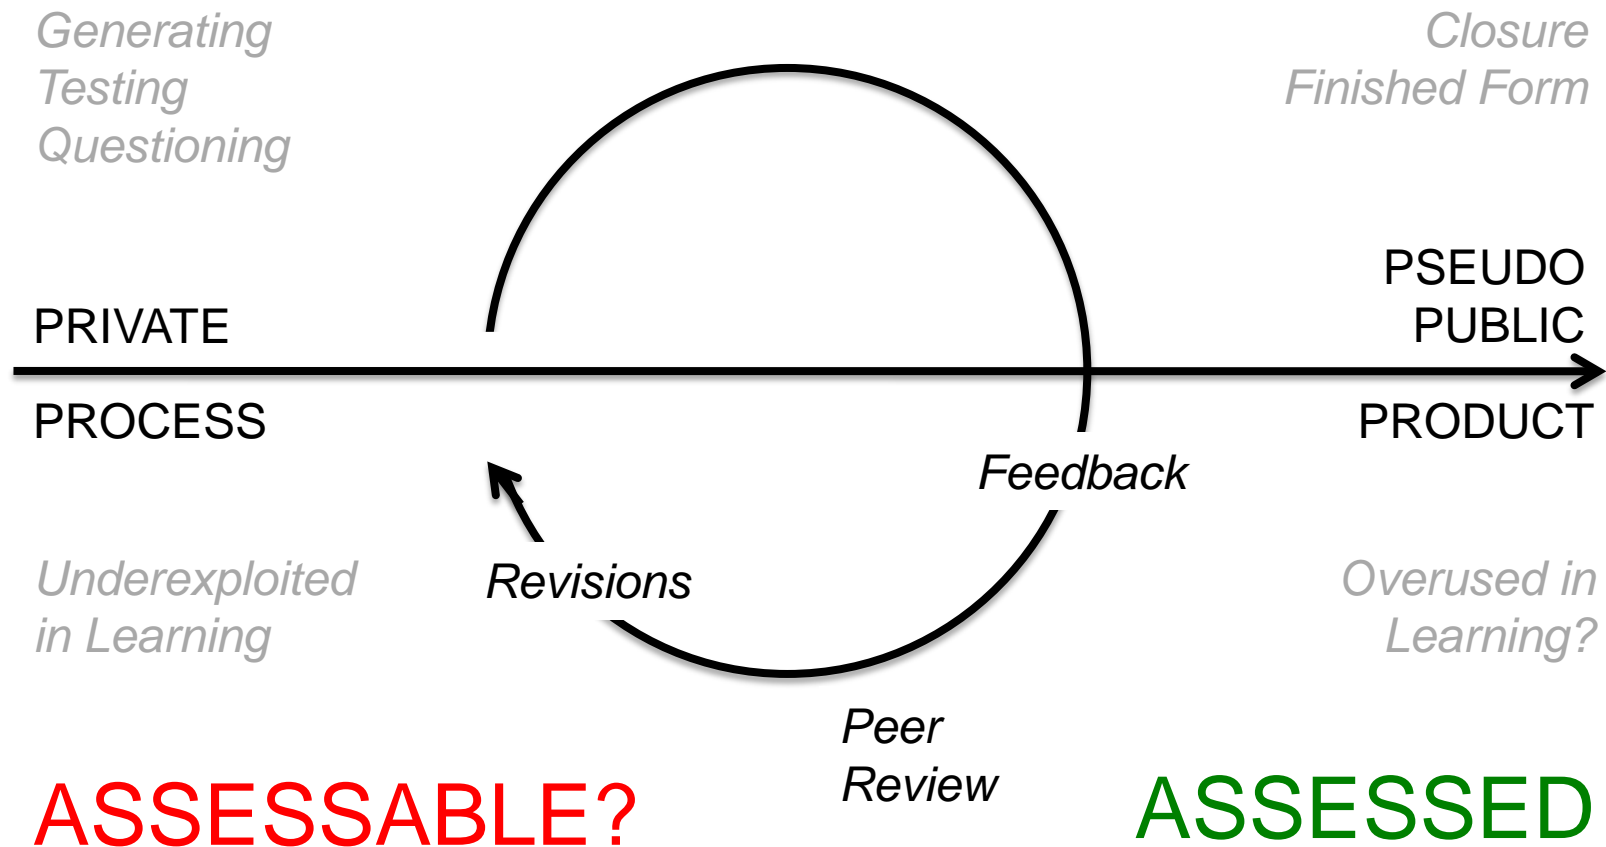 Generating
Testing
Questioning
Closure
Finished Form
PRIVATE
PSEUDO
PUBLIC
PROCESS
PRODUCT
Feedback
Revisions
Underexploited
in Learning
Overused in
Learning?
Peer
Review
ASSESSABLE?
ASSESSED